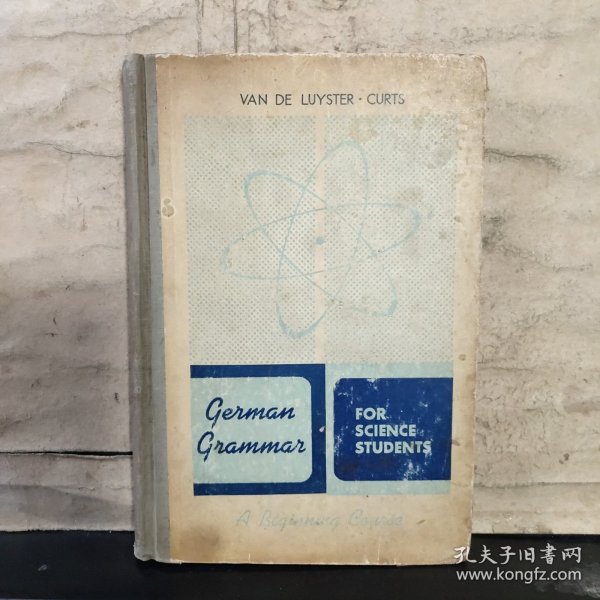 VAN DE LUYSTER · CURTS
German
Grammar
FOR
SCIENCE
STUDENTS
A Beginning Course
孔夫子旧书网
www.kongfz.com